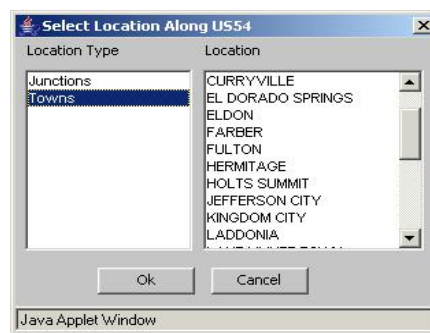 Select Location Along US54
Location Type
Location
Junctions
Towns
CURRYVILLE
EL DORADO SPRINGS
ELDON
FARBER
FULTON
HERMITAGE
HOLTS SUMMIT
JEFFERSON CITY
KINGDOM CITY
LADDONIA
Ok
Cancel
Java Applet Window